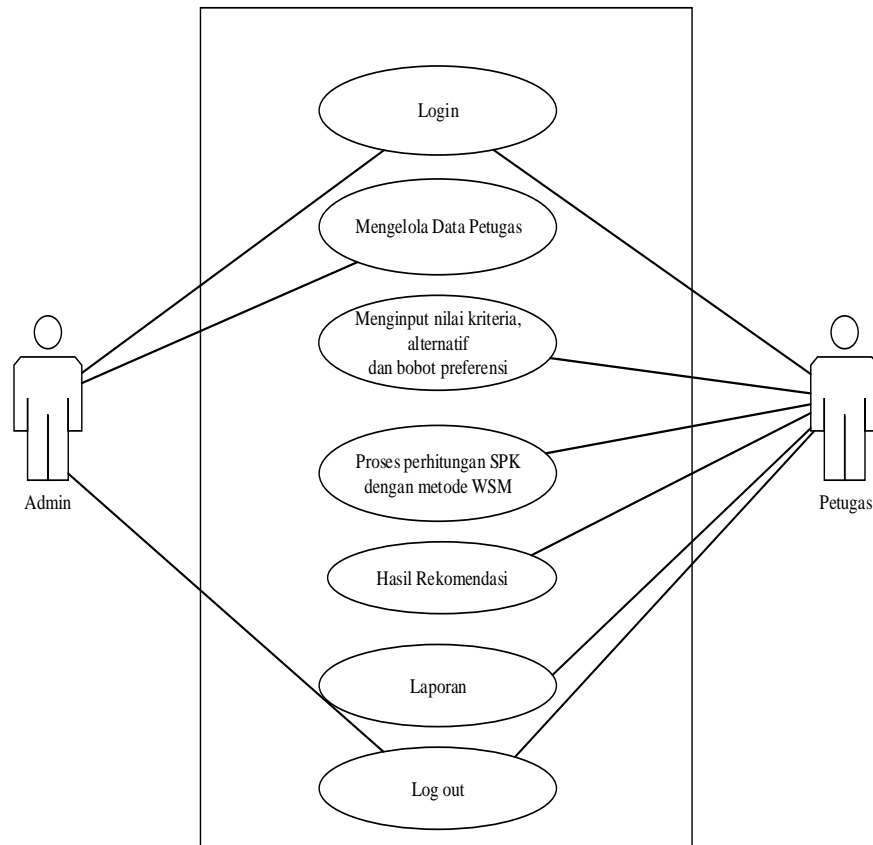 Login
Mengelola Data Petugas
Menginput nilai kriteria,
alternatif
dan bobot preferensi
Admin
Proses perhitungan SPK
dengan metode WSM
Petugas
Hasil Rekomendasi
Laporan
Log out